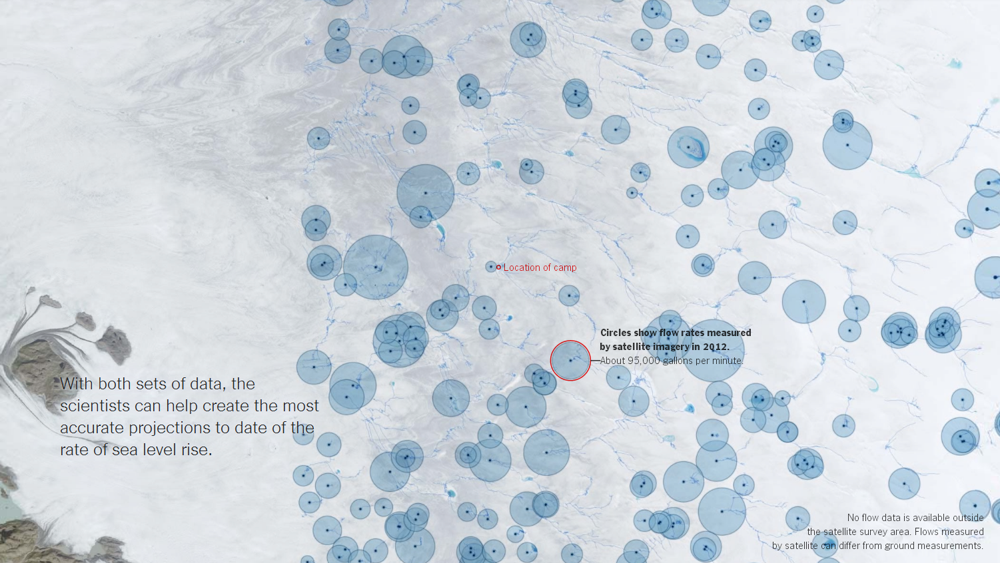 Location of camp
Circles show flow rates measured
by satellite imagery in 2012.
About 95,000 gallons per minute.
With both sets of data, the
scientists can help create the most
accurate projections to date of the
rate of sea level rise.
No flow data is available outside
the satellite survey area. Flows measured
by satellite can differ from ground measurements.